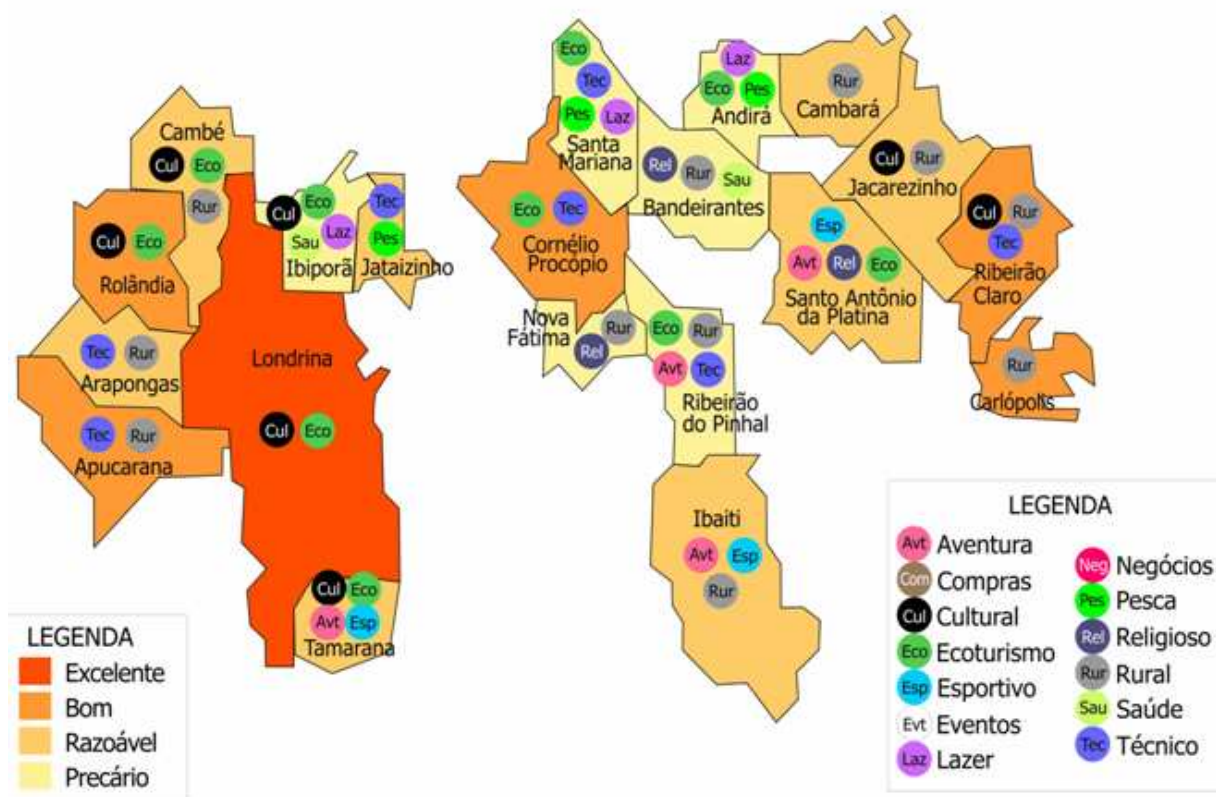 Cambé
Cul Eco
Rur
Cul Eco
Rolândia
Tec Rur
Arapongas
Tec Rur
Apucarana
Londrina
Cul Eco
Cul Eco
Sau Laz
Ibiporã
Tec
Pes
Jataizinho
Cul Eco
Avt Esp
Tamarana
LEGENDA
Excelente
Bom
Razoável
Precário
Eco
Tec
Pes Laz
Santa
Mariana
Laz
Eco Pes
Andirá
Rur
Cambará
Rel Rur Sau
Bandeirantes
Cul Rur
Jacarezinho
Eco Tec
Cornélio
Procópio
Esp
Avt Rel Eco
Santo Antônio
da Platina
Cul Rur
Tec
Ribeirão
Claro
Nova
Fátima
Rur
Rel
Eco Rur
Avt Tec
Ribeirão
do Pinhal
Rur
Carlópolis
Ibaiti
Avt Esp
Rur
LEGENDA
Avt Aventura
Com Compras
Cul Cultural
Eco Ecoturismo
Esp Esportivo
Evt Eventos
Laz Lazer
Neg Negócios
Pes Pesca
Rel Religioso
Rur Rural
Sau Saúde
Tec Técnico